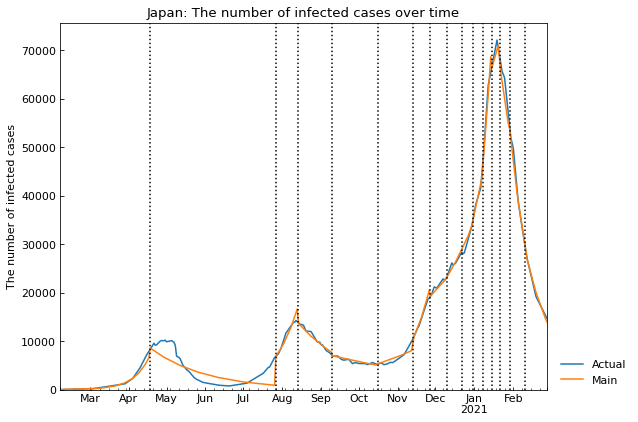 Japan: The number of infected cases over time
The number of infected cases
70000
60000
50000
40000
30000
20000
10000
0
Mar Apr May Jun Jul Aug Sep Oct Nov Dec Jan Feb
2021
Actual
Main